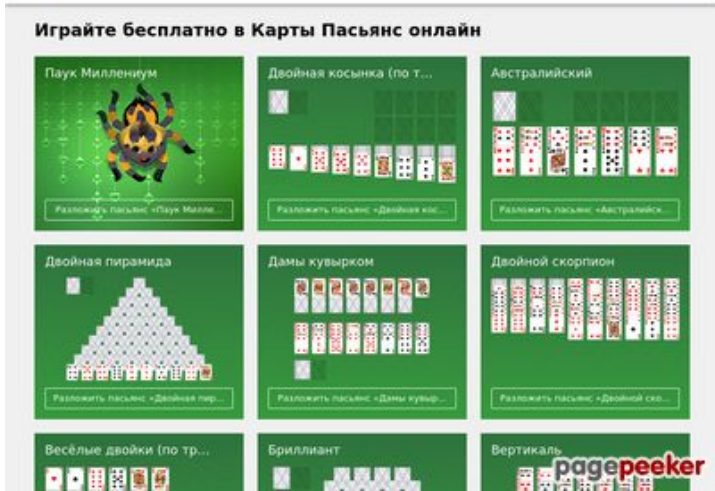 Играйте бесплатно в Карты Пасьянс онлайн
Паук Миллениум
Двойная косынка (по т...
Австралийский
Разложить пасьянс «Паук Милле...
Разложить пасьянс «Двойная кос...
Разложить пасьянс «Австралийск...
Двойная пирамида
Дамы кувырком
Двойной скорпион
Разложить пасьянс «Двойная пир...
Разложить пасьянс «Дамы кувыр...
Разложить пасьянс «Двойной ско...
Весёлые двойки (по тр...
Бриллиант
Вертикаль
pagepeeker